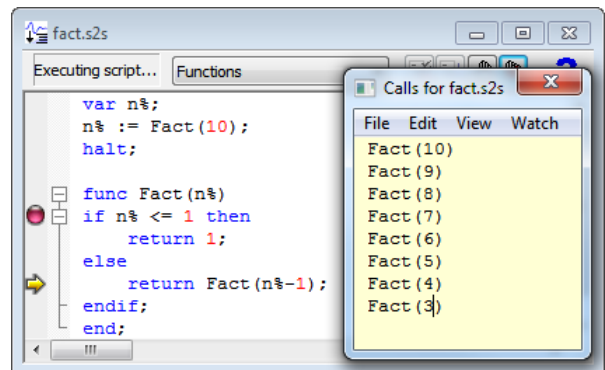 fact.s2s
Executing script... Functions
var n%;
n% := Fact(10);
halt;
func Fact(n%)
if n% <= 1 then
return 1;
else
return Fact(n%-1);
endif;
end;
Calls for fact.s2s
File Edit View Watch
Fact(10)
Fact(9)
Fact(8)
Fact(7)
Fact(6)
Fact(5)
Fact(4)
Fact(3)